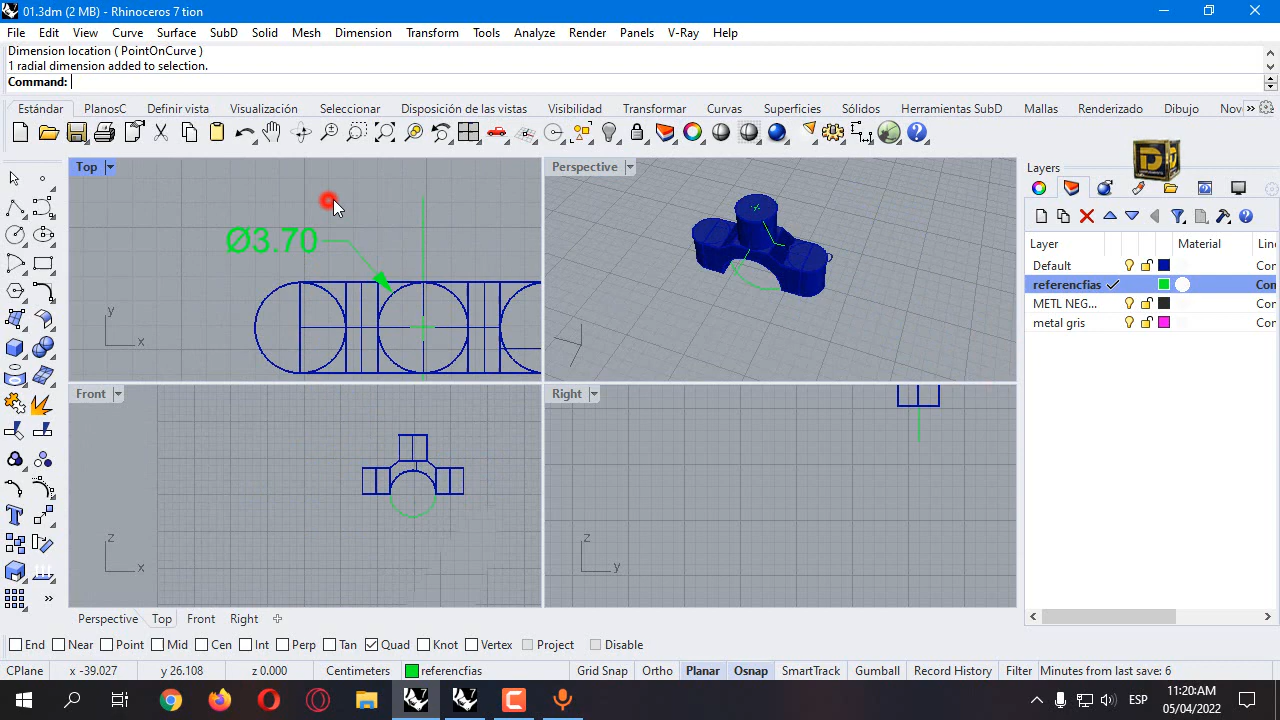 01.3dm (2 MB) - Rhinoceros 7 tion
File Edit View Curve Surface SubD Solid Mesh Dimension Transform Tools Analyze Render Panels V-Ray Help
Dimension location ( PointOnCurve )
1 radial dimension added to selection.
Command:
Estándar PlanosC Definir vista Visualización Seleccionar Disposición de las vistas Visibilidad Transformar Curvas Superficies Sólidos Herramientas SubD Mallas Renderizado Dibujo Nov »
Top
Perspective
Layers
Layer Material Line
Default Con
referencfias Con
METL NEG... Con
metal gris Con
Ø3.70
y
x
Front
Right
z
x
z
y
Perspective Top Front Right
End Near Point Mid Cen Int Perp Tan Quad Knot Vertex Project Disable
CPlane x -39.027 y 26.108 z 0.000 Centimeters referencfias Grid Snap Ortho Planar Osnap SmartTrack Gumball Record History Filter Minutes from last save: 6
ESP
11:20:AM
05/04/2022